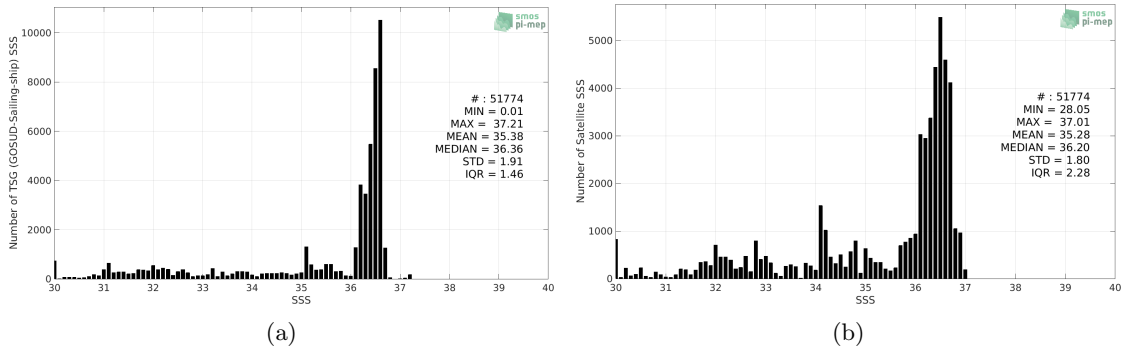 smos
pi-mep
Number of TSG (GOSUD-Sailing-ship) SSS
10000
8000
6000
4000
2000
0
# : 51774
MIN = 0.01
MAX = 37.21
MEAN = 35.38
MEDIAN = 36.36
STD = 1.91
IQR = 1.46
30 31 32 33 34 35 36 37 38 39 40
SSS
(a)
smos
pi-mep
Number of Satellite SSS
5000
4000
3000
2000
1000
0
# : 51774
MIN = 28.05
MAX = 37.01
MEAN = 35.28
MEDIAN = 36.20
STD = 1.80
IQR = 2.28
30 31 32 33 34 35 36 37 38 39 40
SSS
(b)